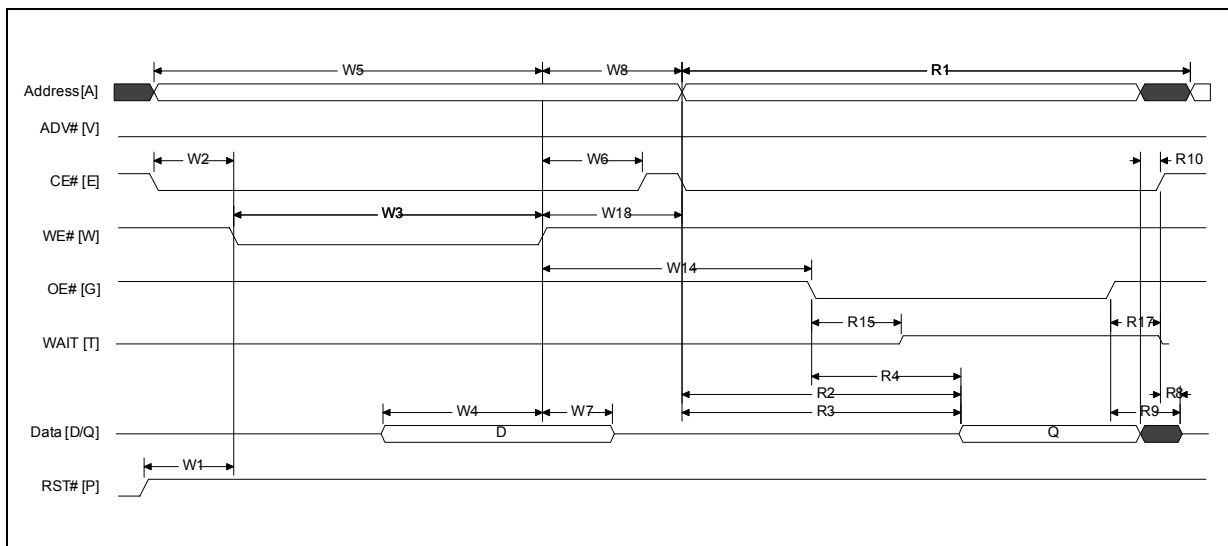 W5 W8 R1
Address [A]
ADV# [V]
W2 W6 R10
CE# [E]
W3 W18
WE# [W]
W14
OE# [G]
R15 R17
WAIT [T]
R4
R2 R8
R3 R9
W4 W7
Data [D/Q] D Q
W1
RST# [P]